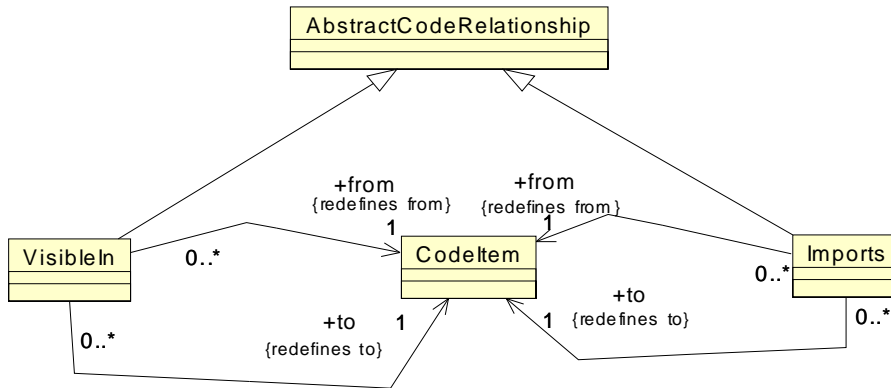 AbstractCodeRelationship
+from
{redefines from}
1
+from
{redefines from}
1
VisibleIn
0..*
CodeItem
Imports
0..*
+to
{redefines to}
1
0..*
+to
{redefines to}
1
0..*